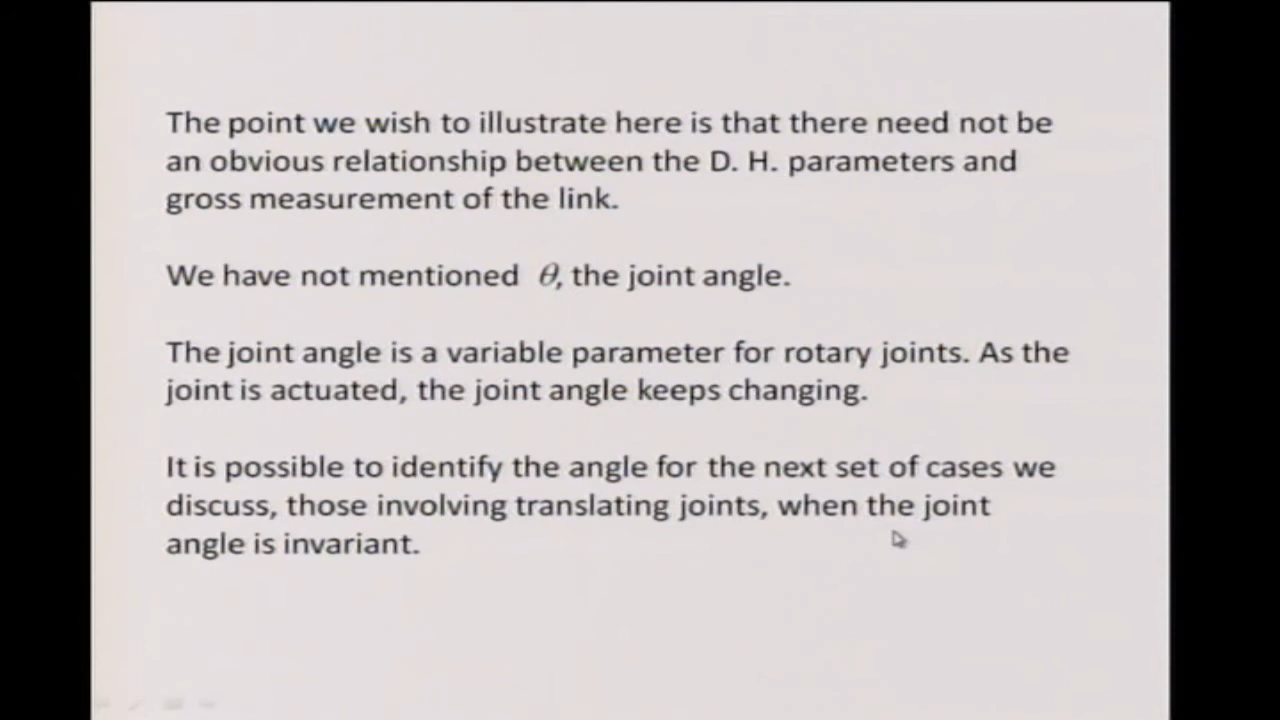 The point we wish to illustrate here is that there need not be
an obvious relationship between the D. H. parameters and
gross measurement of the link.
We have not mentioned θ, the joint angle.
The joint angle is a variable parameter for rotary joints. As the
joint is actuated, the joint angle keeps changing.
It is possible to identify the angle for the next set of cases we
discuss, those involving translating joints, when the joint
angle is invariant.